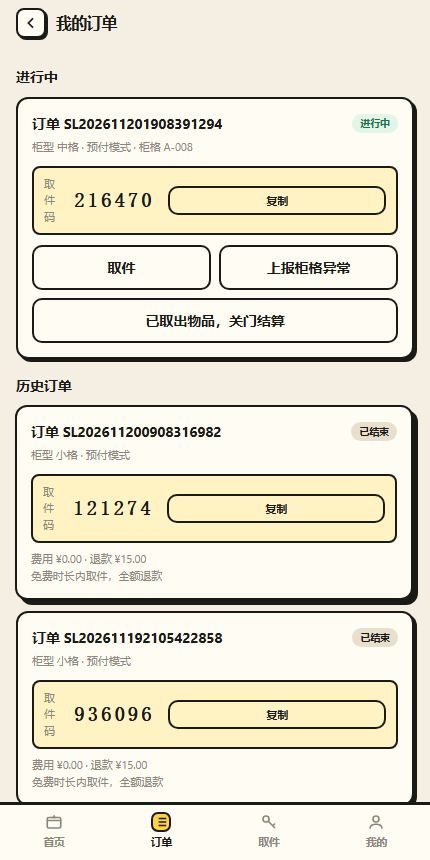 我的订单
进行中
订单 SL202611201908391294
进行中
柜型 中格 · 预付模式 · 柜格 A-008
取件码
216470
复制
取件
上报柜格异常
已取出物品，关门结算
历史订单
订单 SL202611200908316982
已结束
柜型 小格 · 预付模式
取件码
121274
复制
费用 ¥0.00 · 退款 ¥15.00
免费时长内取件，全额退款
订单 SL202611192105422858
已结束
柜型 小格 · 预付模式
取件码
936096
复制
费用 ¥0.00 · 退款 ¥15.00
免费时长内取件，全额退款
首页
订单
取件
我的